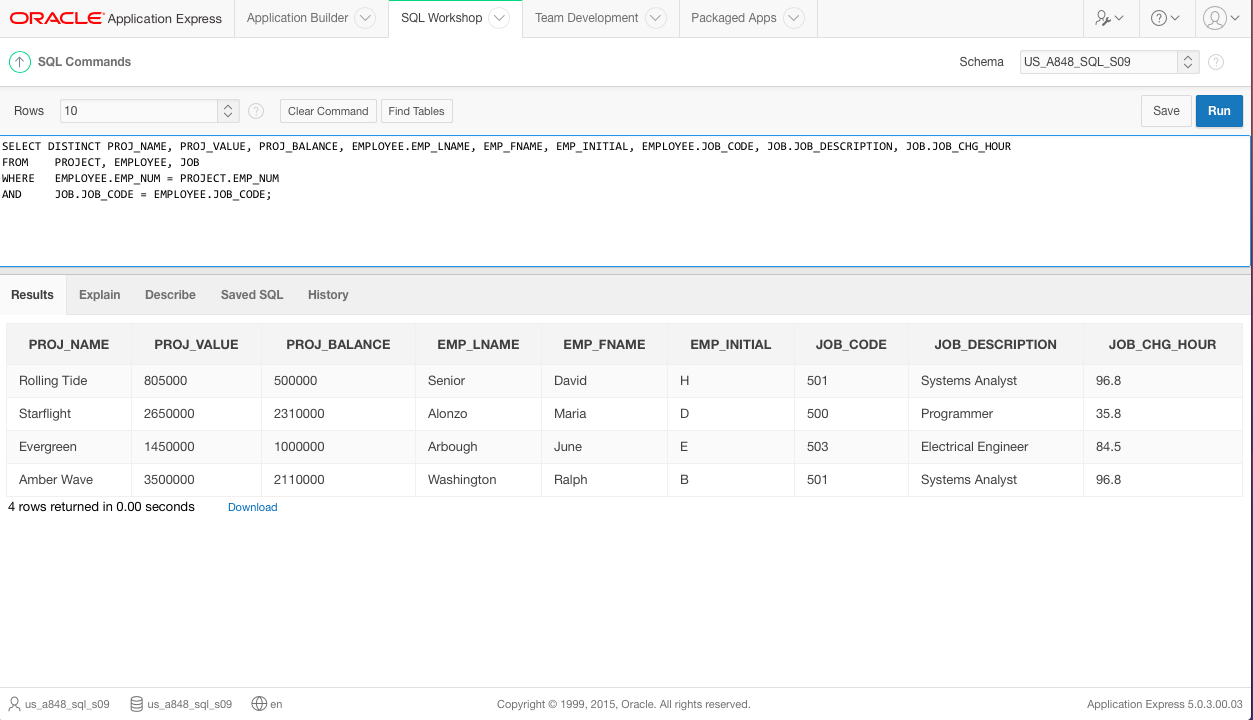 ORACLE Application Express Application Builder SQL Workshop Team Development Packaged Apps
SQL Commands Schema US_A848_SQL_S09
Rows 10 Clear Command Find Tables Save Run
SELECT DISTINCT PROJ_NAME, PROJ_VALUE, PROJ_BALANCE, EMPLOYEE.EMP_LNAME, EMP_FNAME, EMP_INITIAL, EMPLOYEE.JOB_CODE, JOB.JOB_DESCRIPTION, JOB.JOB_CHG_HOUR
FROM PROJECT, EMPLOYEE, JOB
WHERE EMPLOYEE.EMP_NUM = PROJECT.EMP_NUM
AND JOB.JOB_CODE = EMPLOYEE.JOB_CODE;
Results Explain Describe Saved SQL History
PROJ_NAME PROJ_VALUE PROJ_BALANCE EMP_LNAME EMP_FNAME EMP_INITIAL JOB_CODE JOB_DESCRIPTION JOB_CHG_HOUR
Rolling Tide 805000 500000 Senior David H 501 Systems Analyst 96.8
Starflight 2650000 2310000 Alonzo Maria D 500 Programmer 35.8
Evergreen 1450000 1000000 Arbough June E 503 Electrical Engineer 84.5
Amber Wave 3500000 2110000 Washington Ralph B 501 Systems Analyst 96.8
4 rows returned in 0.00 seconds Download
us_a848_sql_s09 us_a848_sql_s09 en Copyright © 1999, 2015, Oracle. All rights reserved. Application Express 5.0.3.00.03